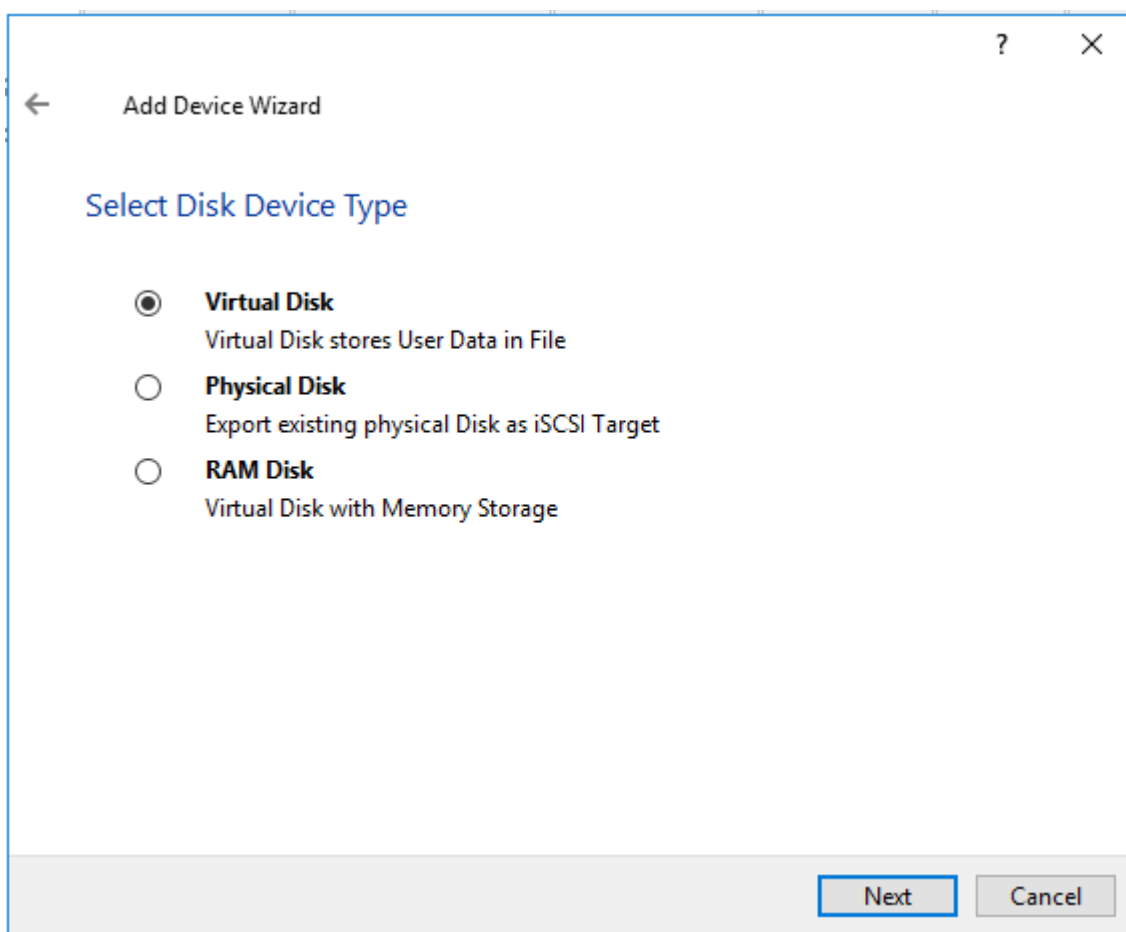 ?
Add Device Wizard
Select Disk Device Type
Virtual Disk
Virtual Disk stores User Data in File
Physical Disk
Export existing physical Disk as iSCSI Target
RAM Disk
Virtual Disk with Memory Storage
Next Cancel